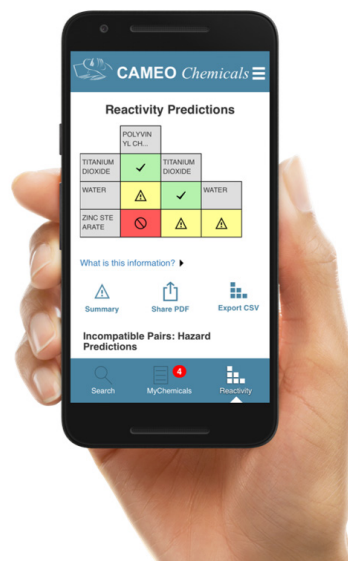 CAMEO Chemicals
Reactivity Predictions
POLYVIN
YL CH...
TITANIUM
DIOXIDE
TITANIUM
DIOXIDE
WATER
WATER
ZINC STE
ARATE
What is this information?
Summary
Share PDF
Export CSV
Incompatible Pairs: Hazard
Predictions
4
Search
MyChemicals
Reactivity